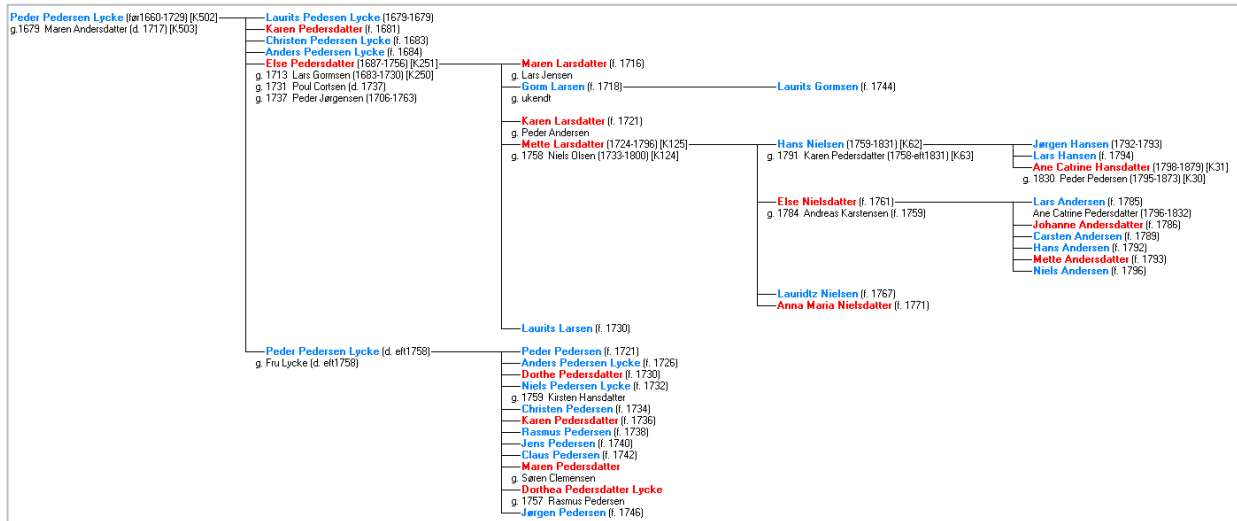 Peder Pedersen Lycke (før1660-1729) [K502]
g.1679 Maren Andersdatter (d. 1717) [K503]
Laurits Pedesen Lycke (1679-1679)
Karen Pedersdatter (f. 1681)
Christen Pedersen Lycke (f. 1683)
Anders Pedersen Lycke (f. 1684)
Else Pedersdatter (1687-1756) [K251]
g. 1713 Lars Gormsen (1683-1730) [K250]
g. 1731 Poul Cortsen (d. 1737)
g. 1737 Peder Jørgensen (1706-1763)
Maren Larsdatter (f. 1716)
g. Lars Jensen
Gorm Larsen (f. 1718)
g. ukendt
Laurits Gormsen (f. 1744)
Karen Larsdatter (f. 1721)
g. Peder Andersen
Mette Larsdatter (1724-1796) [K125]
g. 1758 Niels Olsen (1733-1800) [K124]
Hans Nielsen (1759-1831) [K62]
g. 1791 Karen Pedersdatter (1758-eft1831) [K63]
Jørgen Hansen (1792-1793)
Lars Hansen (f. 1794)
Ane Catrine Hansdatter (1798-1879) [K31]
g. 1830 Peder Pedersen (1795-1873) [K30]
Else Nielsdatter (f. 1761)
g. 1784 Andreas Karstensen (f. 1759)
Lars Andersen (f. 1785)
Ane Catrine Pedersdatter (1796-1832)
Johanne Andersdatter (f. 1786)
Carsten Andersen (f. 1789)
Hans Andersen (f. 1792)
Mette Andersdatter (f. 1793)
Niels Andersen (f. 1796)
Lauridtz Nielsen (f. 1767)
Anna Maria Nielsdatter (f. 1771)
Laurits Larsen (f. 1730)
Peder Pedersen Lycke (d. eft1758)
g. Fru Lycke (d. eft1758)
Peder Pedersen (f. 1721)
Anders Pedersen Lycke (f. 1726)
Dorthe Pedersdatter (f. 1730)
Niels Pedersen Lycke (f. 1732)
g. 1759 Kirsten Hansdatter
Christen Pedersen (f. 1734)
Karen Pedersdatter (f. 1736)
Rasmus Pedersen (f. 1738)
Jens Pedersen (f. 1740)
Claus Pedersen (f. 1742)
Maren Pedersdatter
g. Søren Clemensen
Dorthea Pedersdatter Lycke
g. 1757 Rasmus Pedersen
Jørgen Pedersen (f. 1746)